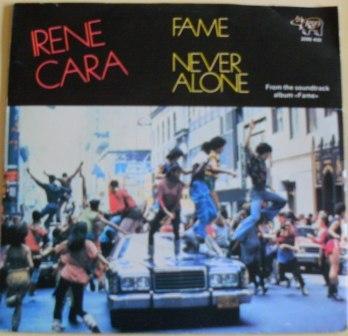 IRENE
CARA
FAME
NEVER
ALONE
From the soundtrack
album «Fame»